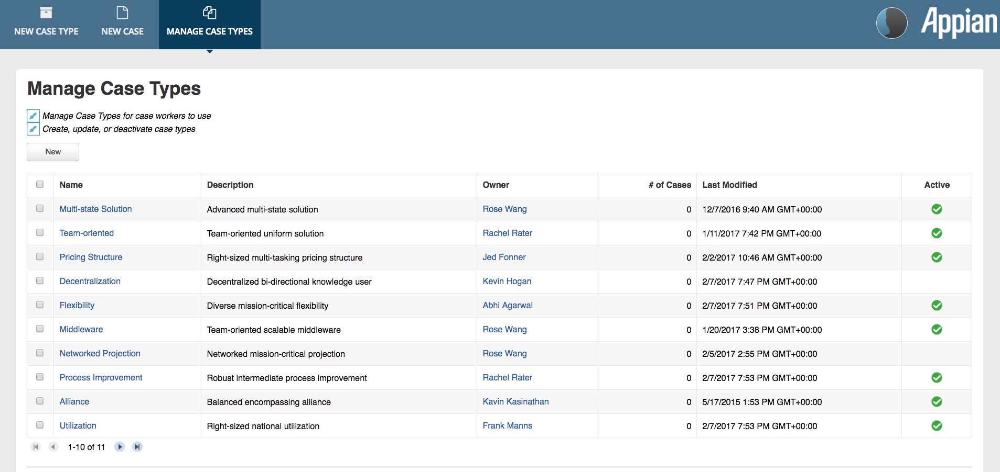 NEW CASE TYPE NEW CASE MANAGE CASE TYPES Appian
Manage Case Types
Manage Case Types for case workers to use
Create, update, or deactivate case types
New
Name Description Owner # of Cases Last Modified Active
Multi-state Solution Advanced multi-state solution Rose Wang 0 12/7/2016 9:40 AM GMT+00:00
Team-oriented Team-oriented uniform solution Rachel Rater 0 1/11/2017 7:42 PM GMT+00:00
Pricing Structure Right-sized multi-tasking pricing structure Jed Fonner 0 2/2/2017 10:46 AM GMT+00:00
Decentralization Decentralized bi-directional knowledge user Kevin Hogan 0 2/7/2017 7:47 PM GMT+00:00
Flexibility Diverse mission-critical flexibility Abhi Agarwal 0 2/7/2017 7:51 PM GMT+00:00
Middleware Team-oriented scalable middleware Rose Wang 0 1/20/2017 3:38 PM GMT+00:00
Networked Projection Networked mission-critical projection Rose Wang 0 2/5/2017 2:55 PM GMT+00:00
Process Improvement Robust intermediate process improvement Rachel Rater 0 2/7/2017 7:53 PM GMT+00:00
Alliance Balanced encompassing alliance Kavin Kasinathan 0 5/17/2015 1:53 PM GMT+00:00
Utilization Right-sized national utilization Frank Manns 0 2/7/2017 7:53 PM GMT+00:00
1-10 of 11